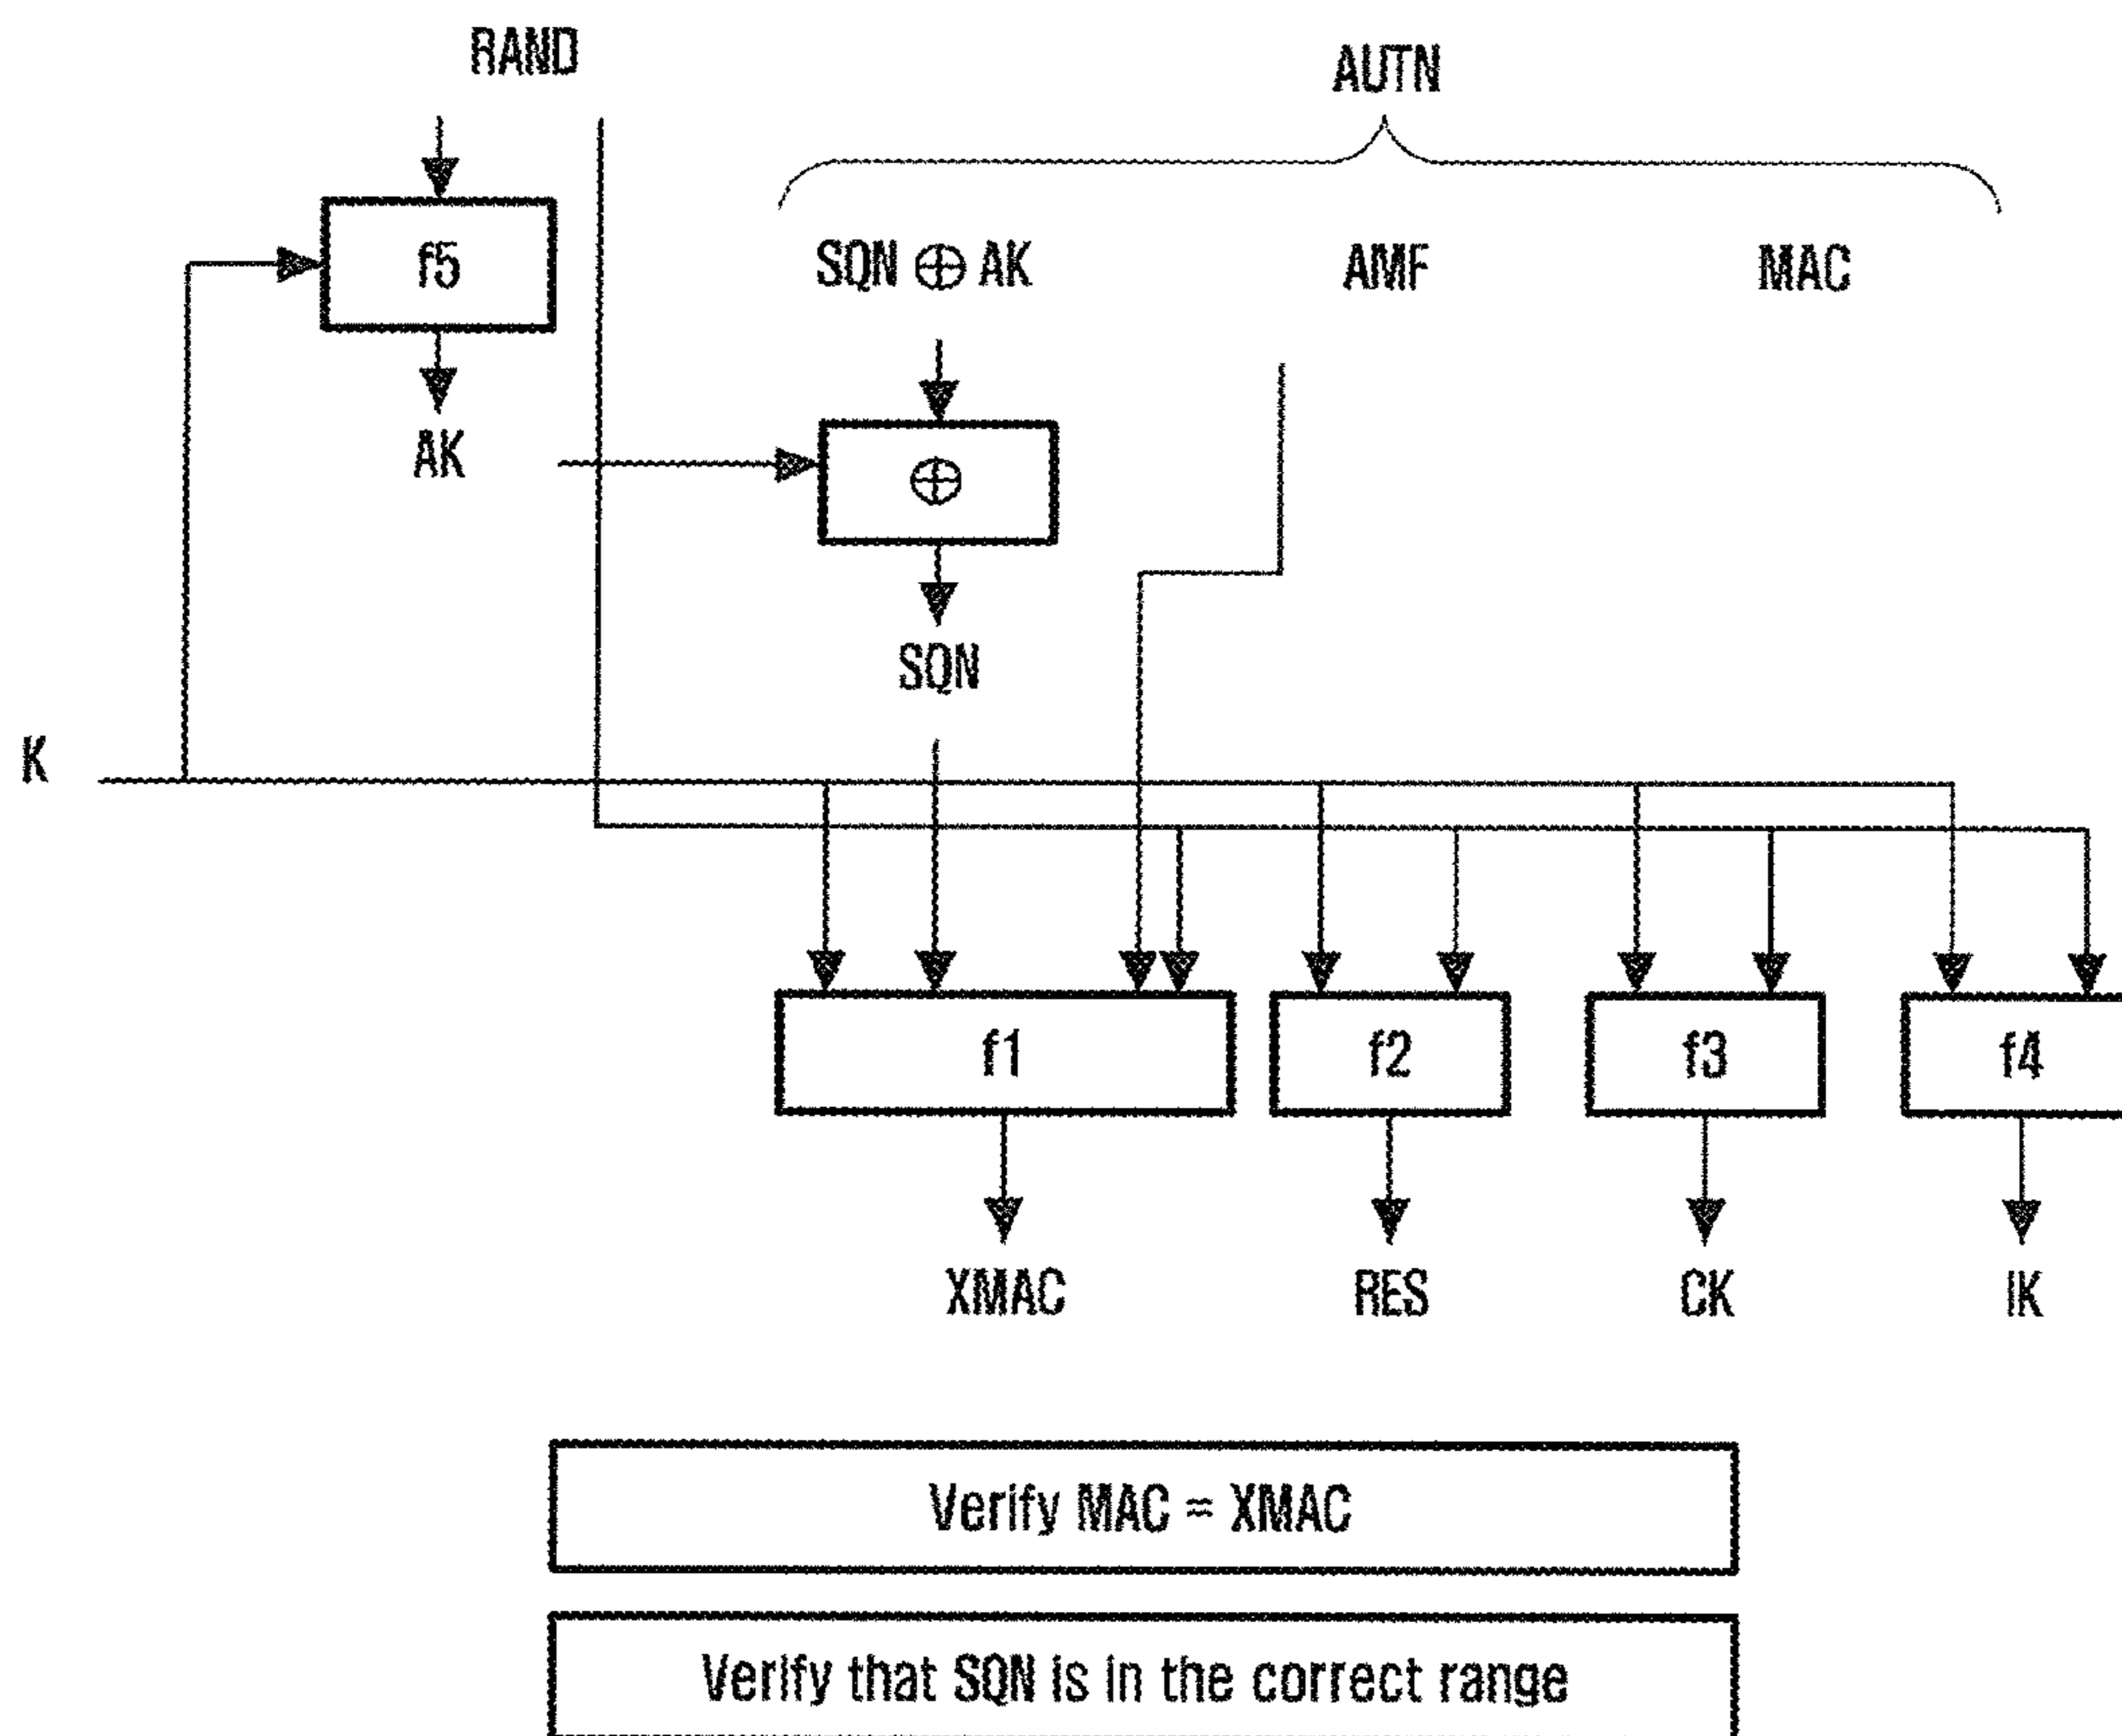 RAND
AUTN
f5
SQN ⊕ AK
AMF
MAC
AK
⊕
SQN
K
f1
f2
f3
f4
XMAC
RES
CK
IK
Verify MAC = XMAC
Verify that SQN is in the correct range